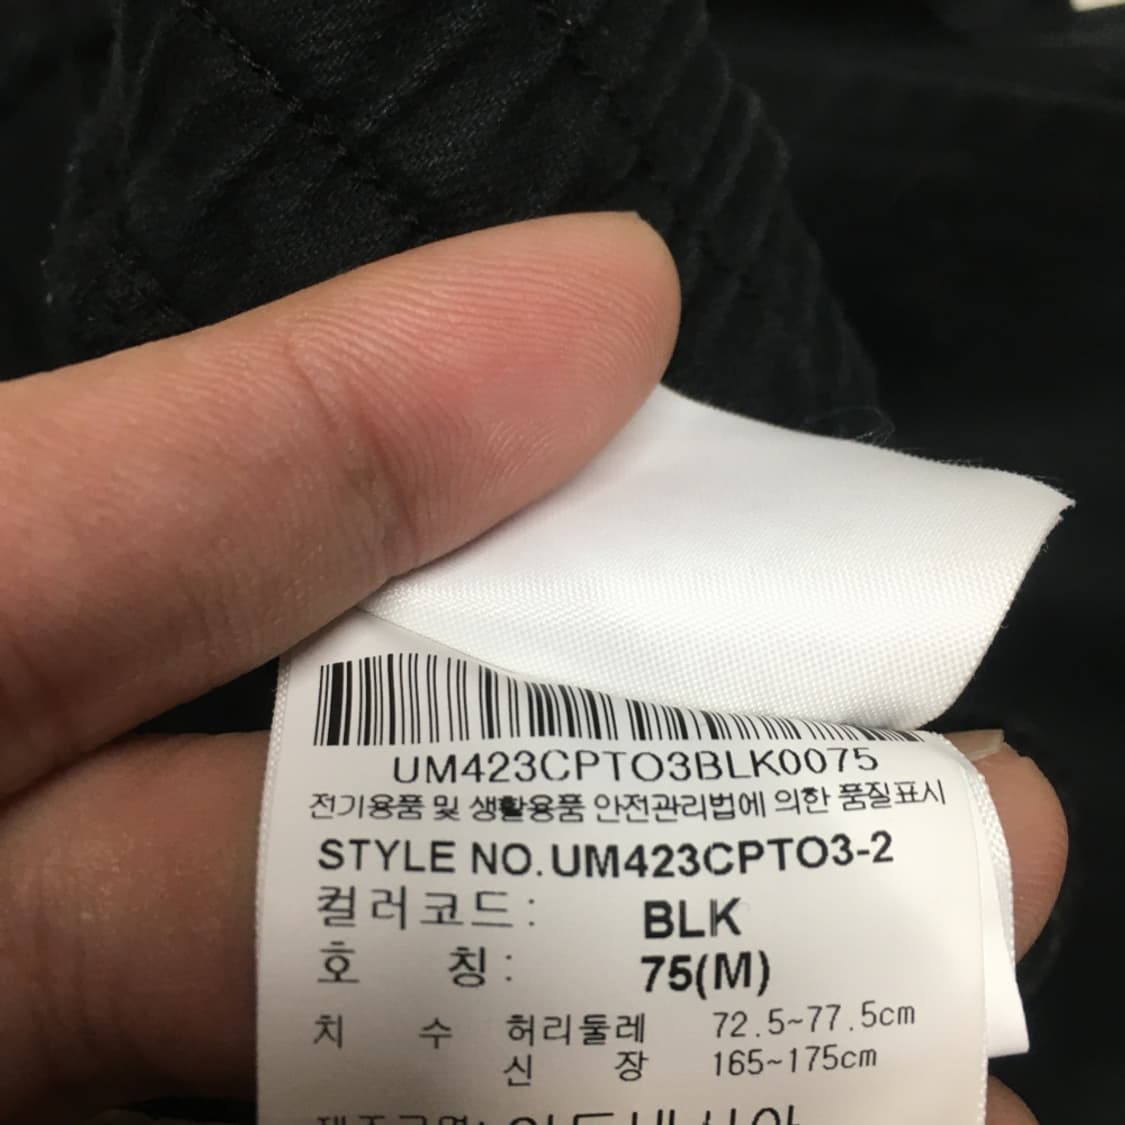 UM423CPTO3BLK0075
전기용품 및 생활용품 안전관리법에 의한 품질표시
STYLE NO.UM423CPTO3-2
컬러코드: BLK
호 칭: 75(M)
치 수 허리둘레 72.5~77.5cm
신 장 165~175cm